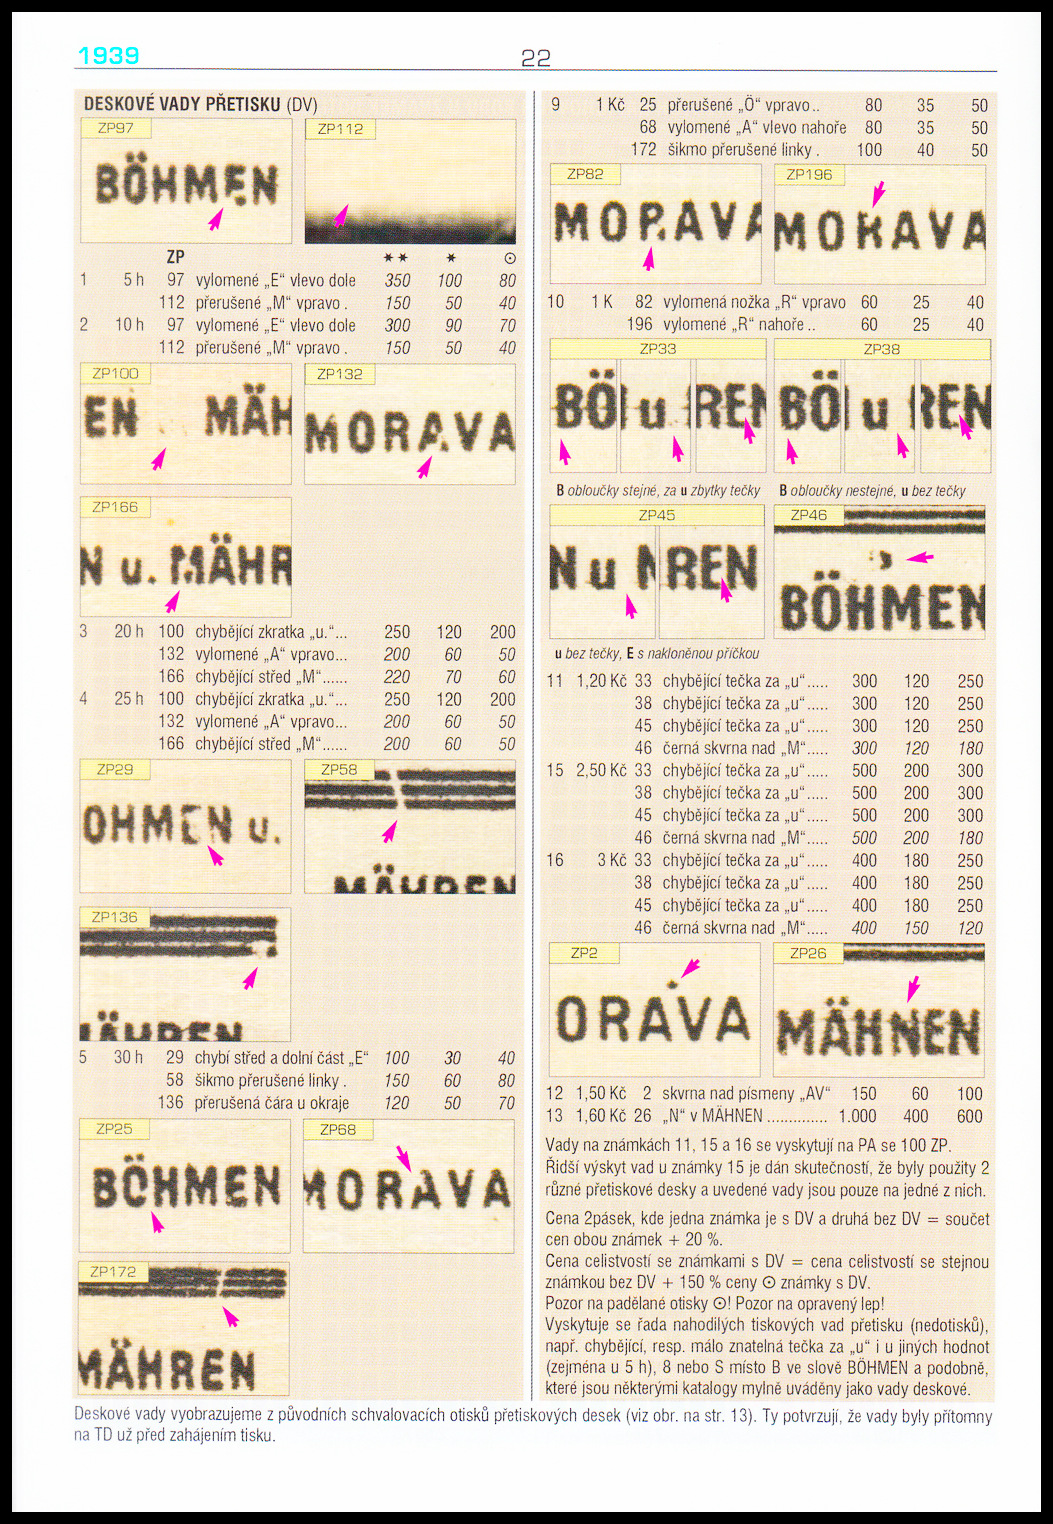 1939
22
DESKOVÉ VADY PŘETISKU (DV)
ZP97
BÖHMEN
ZP112
ZP ★★ ★ ⊙
1 5 h 97 vylomené „E“ vlevo dole 350 100 80
112 přerušené „M“ vpravo . 150 50 40
2 10 h 97 vylomené „E“ vlevo dole 300 90 70
112 přerušené „M“ vpravo . 150 50 40
ZP100
EN MÄH
ZP132
MORAVA
ZP166
N u. MÄHR
3 20 h 100 chybějící zkratka „u.“... 250 120 200
132 vylomené „A“ vpravo... 200 60 50
166 chybějící střed „M“...... 220 70 60
4 25 h 100 chybějící zkratka „u.“... 250 120 200
132 vylomené „A“ vpravo... 200 60 50
166 chybějící střed „M“...... 200 60 50
ZP29
OHMEN u.
ZP58
MÄHREN
ZP136
MÄHREN
5 30 h 29 chybí střed a dolní část „E“ 100 30 40
58 šikmo přerušené linky . 150 60 80
136 přerušená čára u okraje 120 50 70
ZP25
BÖHMEN
ZP68
MORAVA
ZP172
MÄHREN
9 1 Kč 25 přerušené „Ö“ vpravo.. 80 35 50
68 vylomené „A“ vlevo nahoře 80 35 50
172 šikmo přerušené linky . 100 40 50
ZP82
MORAVA
ZP196
MORAVA
10 1 K 82 vylomená nožka „R“ vpravo 60 25 40
196 vylomené „R“ nahoře.. 60 25 40
ZP33
BÖ u REN
ZP38
BÖ u REN
B obloučky stejné, za u zbytky tečky
B obloučky nestejné, u bez tečky
ZP45
N u M REN
ZP46
BÖHMEN
u bez tečky, E s nakloněnou příčkou
11 1,20 Kč 33 chybějící tečka za „u“..... 300 120 250
38 chybějící tečka za „u“..... 300 120 250
45 chybějící tečka za „u“..... 300 120 250
46 černá skvrna nad „M“..... 300 120 180
15 2,50 Kč 33 chybějící tečka za „u“..... 500 200 300
38 chybějící tečka za „u“..... 500 200 300
45 chybějící tečka za „u“..... 500 200 300
46 černá skvrna nad „M“..... 500 200 180
16 3 Kč 33 chybějící tečka za „u“..... 400 180 250
38 chybějící tečka za „u“..... 400 180 250
45 chybějící tečka za „u“..... 400 180 250
46 černá skvrna nad „M“..... 400 150 120
ZP2
ORAVA
ZP26
MÄHNEN
12 1,50 Kč 2 skvrna nad písmeny „AV“ 150 60 100
13 1,60 Kč 26 „N“ v MÄHNEN.............. 1.000 400 600
Vady na známkách 11, 15 a 16 se vyskytují na PA se 100 ZP.
Řidší výskyt vad u známky 15 je dán skutečností, že byly použity 2
různé přetiskové desky a uvedené vady jsou pouze na jedné z nich.
Cena 2pásek, kde jedna známka je s DV a druhá bez DV = součet
cen obou známek + 20 %.
Cena celistvostí se známkami s DV = cena celistvostí se stejnou
známkou bez DV + 150 % ceny ⊙ známky s DV.
Pozor na padělané otisky ⊙! Pozor na opravený lep!
Vyskytuje se řada nahodilých tiskových vad přetisku (nedotisků),
např. chybějící, resp. málo znatelná tečka za „u“ i u jiných hodnot
(zejména u 5 h), 8 nebo S místo B ve slově BÖHMEN a podobně,
které jsou některými katalogy mylně uváděny jako vady deskové.
Deskové vady vyobrazujeme z původních schvalovacích otisků přetiskových desek (viz obr. na str. 13). Ty potvrzují, že vady byly přítomny
na TD už před zahájením tisku.